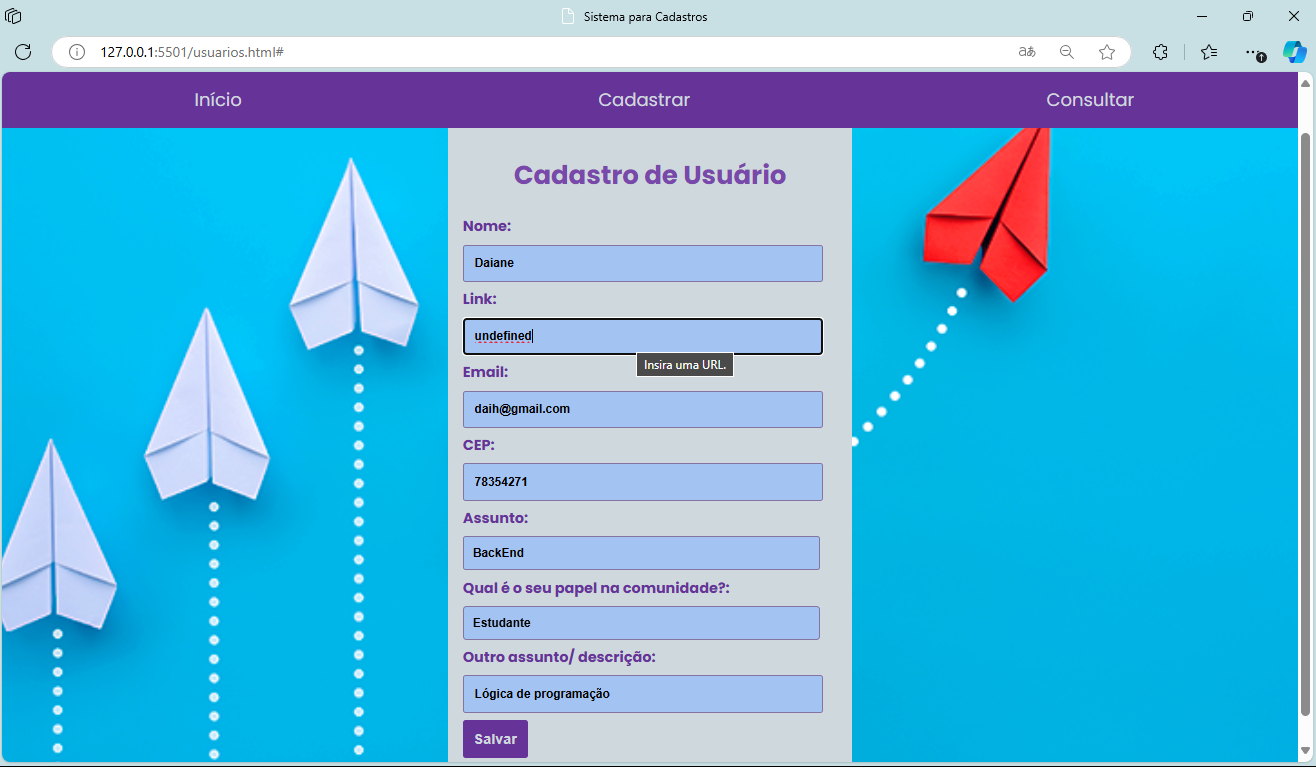 Sistema para Cadastros
127.0.0.1:5501/usuarios.html#
aあ
Início Cadastrar Consultar
Cadastro de Usuário
Nome:
Daiane
Link:
undefined
Insira uma URL.
Email:
daih@gmail.com
CEP:
78354271
Assunto:
BackEnd
Qual é o seu papel na comunidade?:
Estudante
Outro assunto/ descrição:
Lógica de programação
Salvar